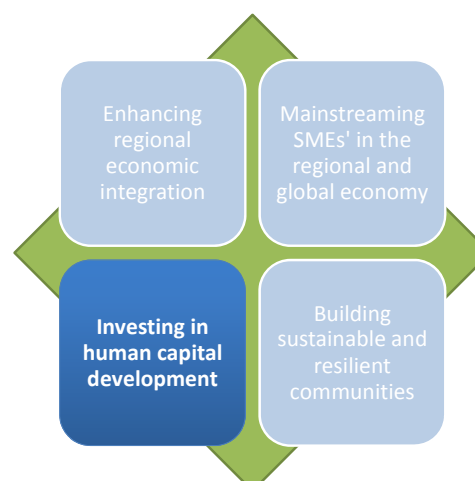 Enhancing
regional
economic
integration
Mainstreaming
SMEs' in the
regional and
global economy
Investing in
human capital
development
Building
sustainable and
resilient
communities